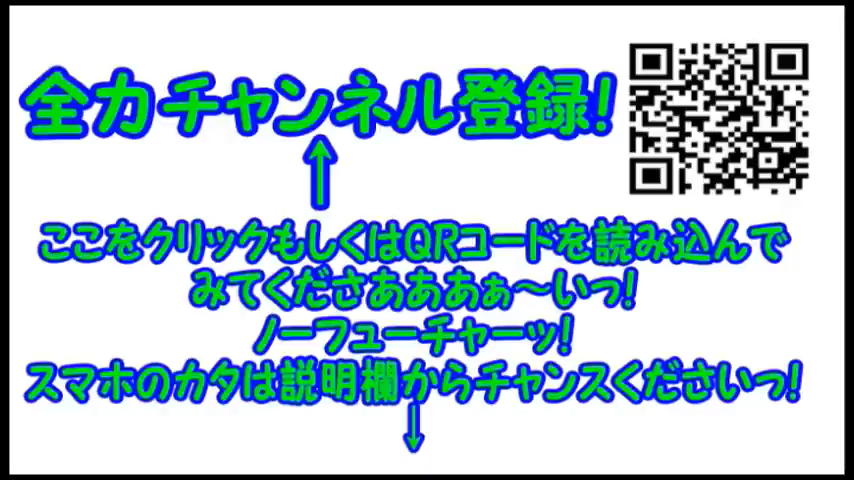 全力チャンネル登録!
↑
ここをクリックもしくはQRコードを読み込んで
みてくださあああぁ～いっ!
ノーフューチャーッ!
スマホのカタは説明欄からチャンスくださいっ!
↓